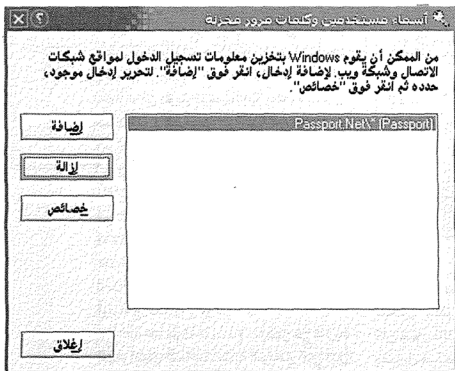 أسماء مستخدمين وكلمات مرور مخزنة
من الممكن أن يقوم Windows بتخزين معلومات تسجيل الدخول لمواقع شبكات
الاتصال وشبكة ويب. لإضافة إدخال، انقر فوق "إضافة". لتحرير إدخال موجود،
حدده ثم انقر فوق "خصائص".
Passport.Net\* (Passport)
إضافة
إزالة
خصائص
إغلاق